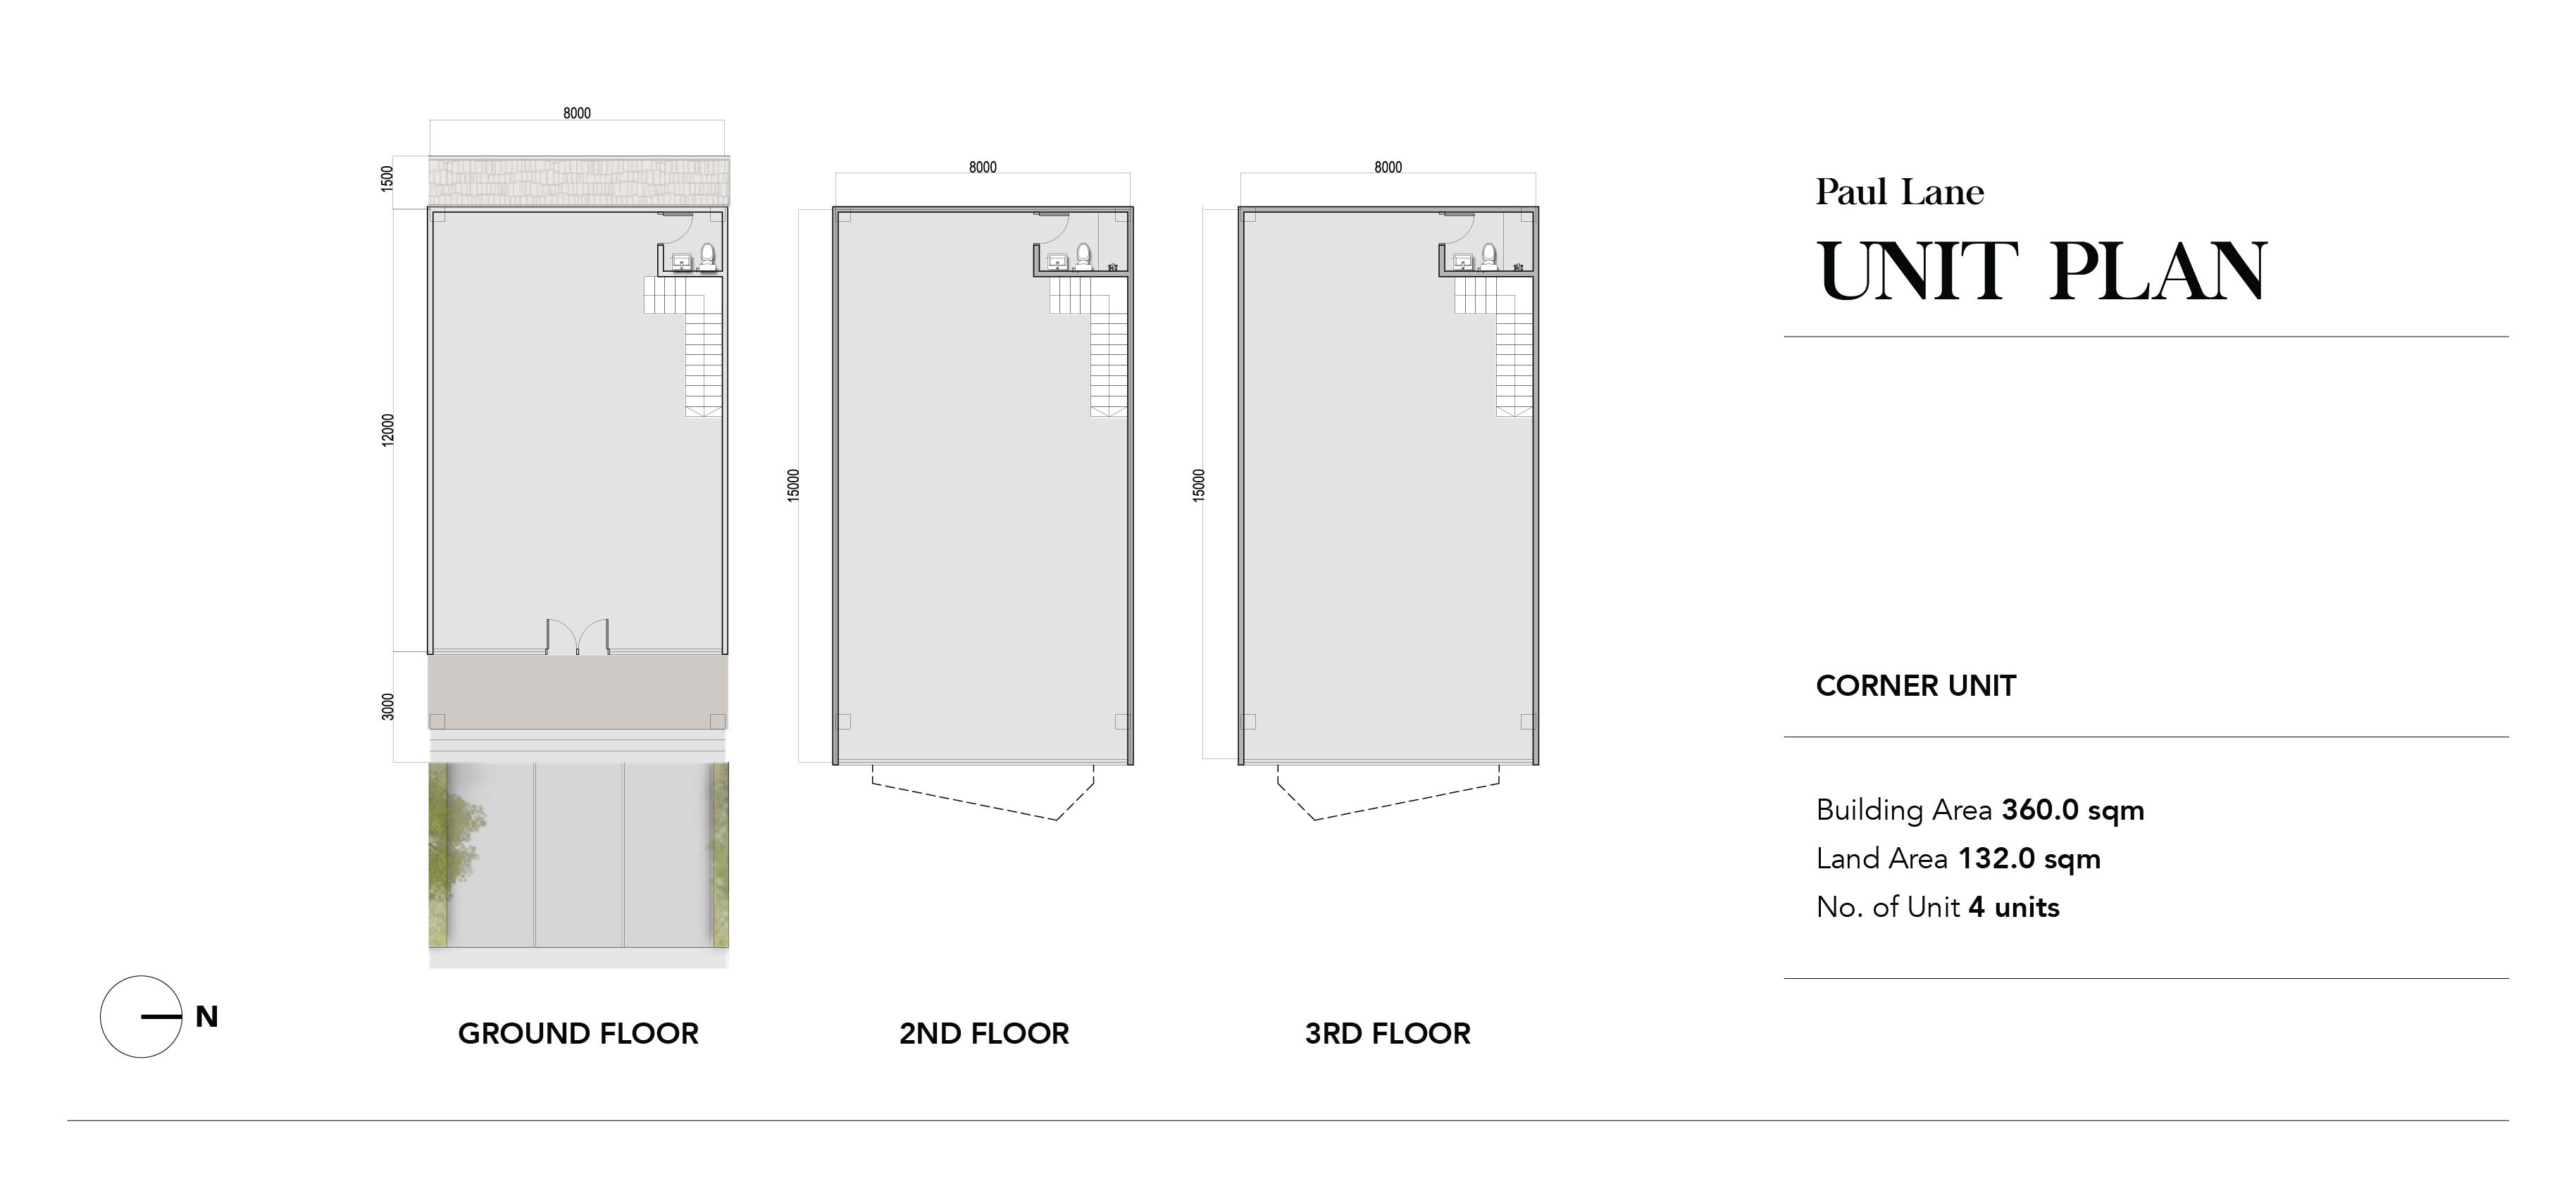 8000
1500
12000
3000
8000
15000
8000
15000
N
GROUND FLOOR
2ND FLOOR
3RD FLOOR
Paul Lane
UNIT PLAN
CORNER UNIT
Building Area 360.0 sqm
Land Area 132.0 sqm
No. of Unit 4 units